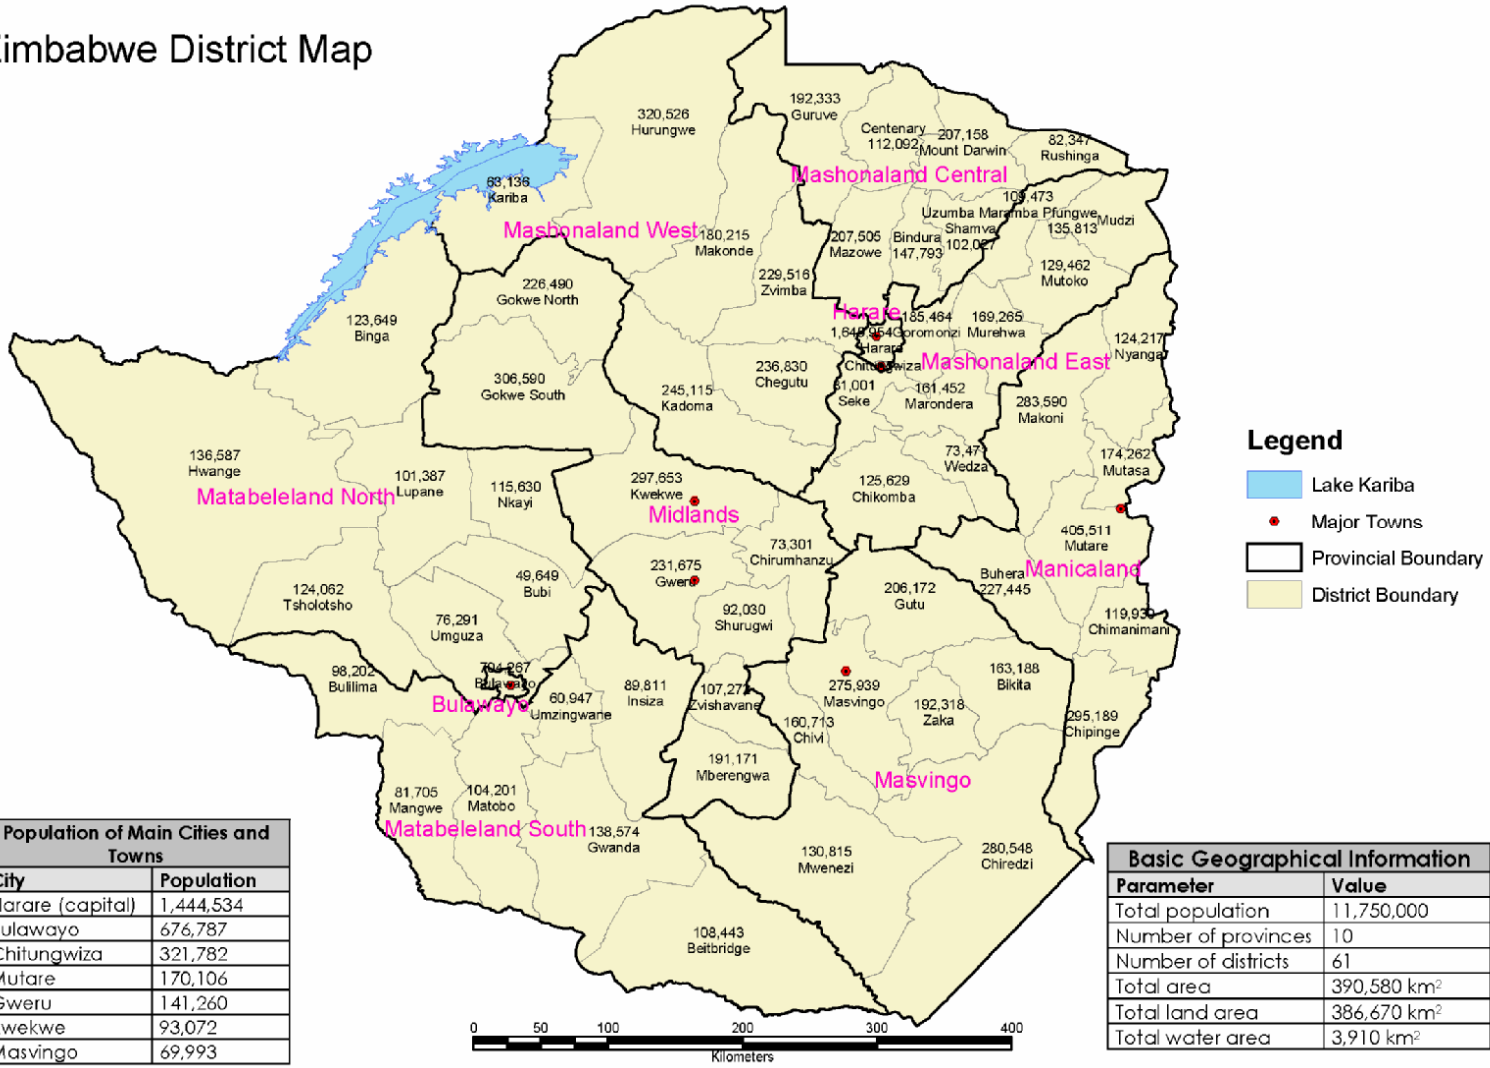 imbabwe District Map
320,526
Hurungwe
192,333
Guruve
Centenary
112,092
207,158
Mount Darwin
82,347
Rushinga
Mashonaland Central
63,136
Kariba
Mashonaland West
180,215
Makonde
109,473
Uzumba Maramba Pfungwe
Mudzi
Shamva
102,027
135,813
207,505
Mazowe
Bindura
147,793
129,462
Mutoko
229,516
Zvimba
226,490
Gokwe North
123,649
Binga
Harare
185,464
Goromonzi
169,265
Murehwa
Harare
Chitungwiza
Mashonaland East
124,217
Nyanga
306,590
Gokwe South
245,115
Kadoma
236,830
Chegutu
Seke
161,452
Marondera
283,590
Makoni
136,587
Hwange
Matabeleland North
101,387
Lupane
115,630
Nkayi
297,653
Kwekwe
Midlands
125,629
Chikomba
73,47
Wedza
174,262
Mutasa
405,511
Mutare
Manicaland
124,062
Tsholotsho
49,649
Bubi
231,675
Gweru
73,301
Chirumhanzu
206,172
Gutu
Buhera
227,445
Chimanimani
76,291
Umguza
92,030
Shurugwi
98,202
Bulilima
Bulawayo
Bulawayo
60,947
Umzingwane
89,811
Insiza
Zvishavane
275,939
Masvingo
163,188
Bikita
192,318
Zaka
160,713
Chivi
295,189
Chipinge
191,171
Mberengwa
Masvingo
81,705
Mangwe
104,201
Matobo
Matabeleland South
138,574
Gwanda
130,815
Mwenezi
280,548
Chiredzi
108,443
Beitbridge
0 50 100 200 300 400
Kilometers
Legend
Lake Kariba
Major Towns
Provincial Boundary
District Boundary
Population of Main Cities and
Towns
City Population
arare (capital) 1,444,534
ulawayo 676,787
Chitungwiza 321,782
Mutare 170,106
Gweru 141,260
wekwe 93,072
Masvingo 69,993
Basic Geographical Information
Parameter Value
Total population 11,750,000
Number of provinces 10
Number of districts 61
Total area 390,580 km²
Total land area 386,670 km²
Total water area 3,910 km²